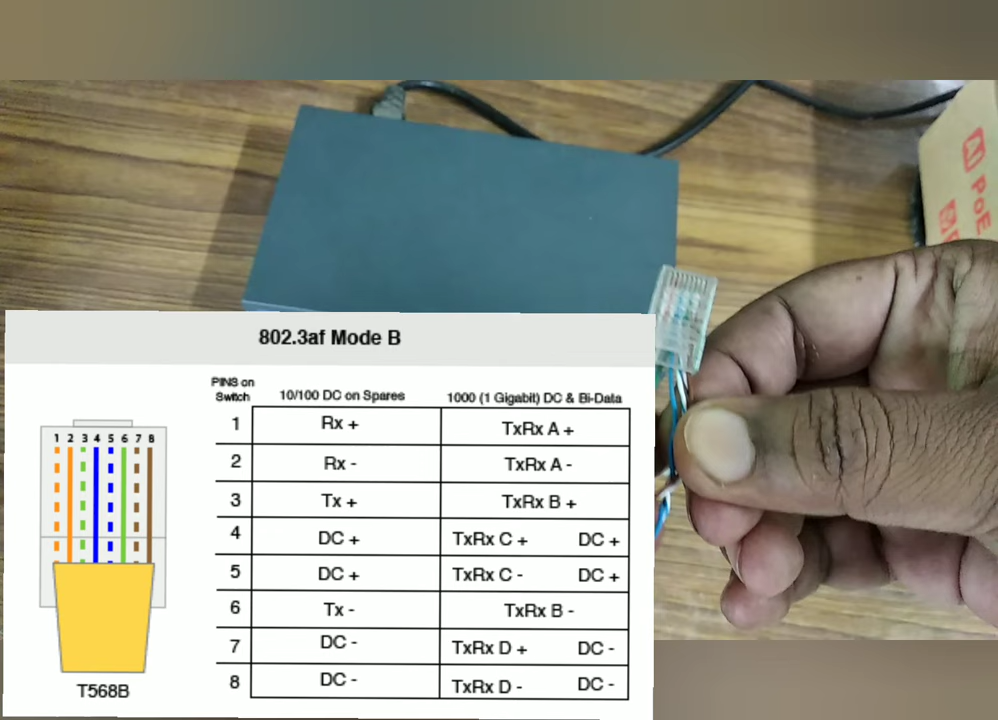 PoE
802.3af Mode B
PINS on
Switch
10/100 DC on Spares
1000 (1 Gigabit) DC & Bi-Data
1 2 3 4 5 6 7 8
1 Rx + TxRx A +
2 Rx - TxRx A -
3 Tx + TxRx B +
4 DC + TxRx C + DC +
5 DC + TxRx C - DC +
6 Tx - TxRx B -
7 DC - TxRx D + DC -
8 DC - TxRx D - DC -
T568B